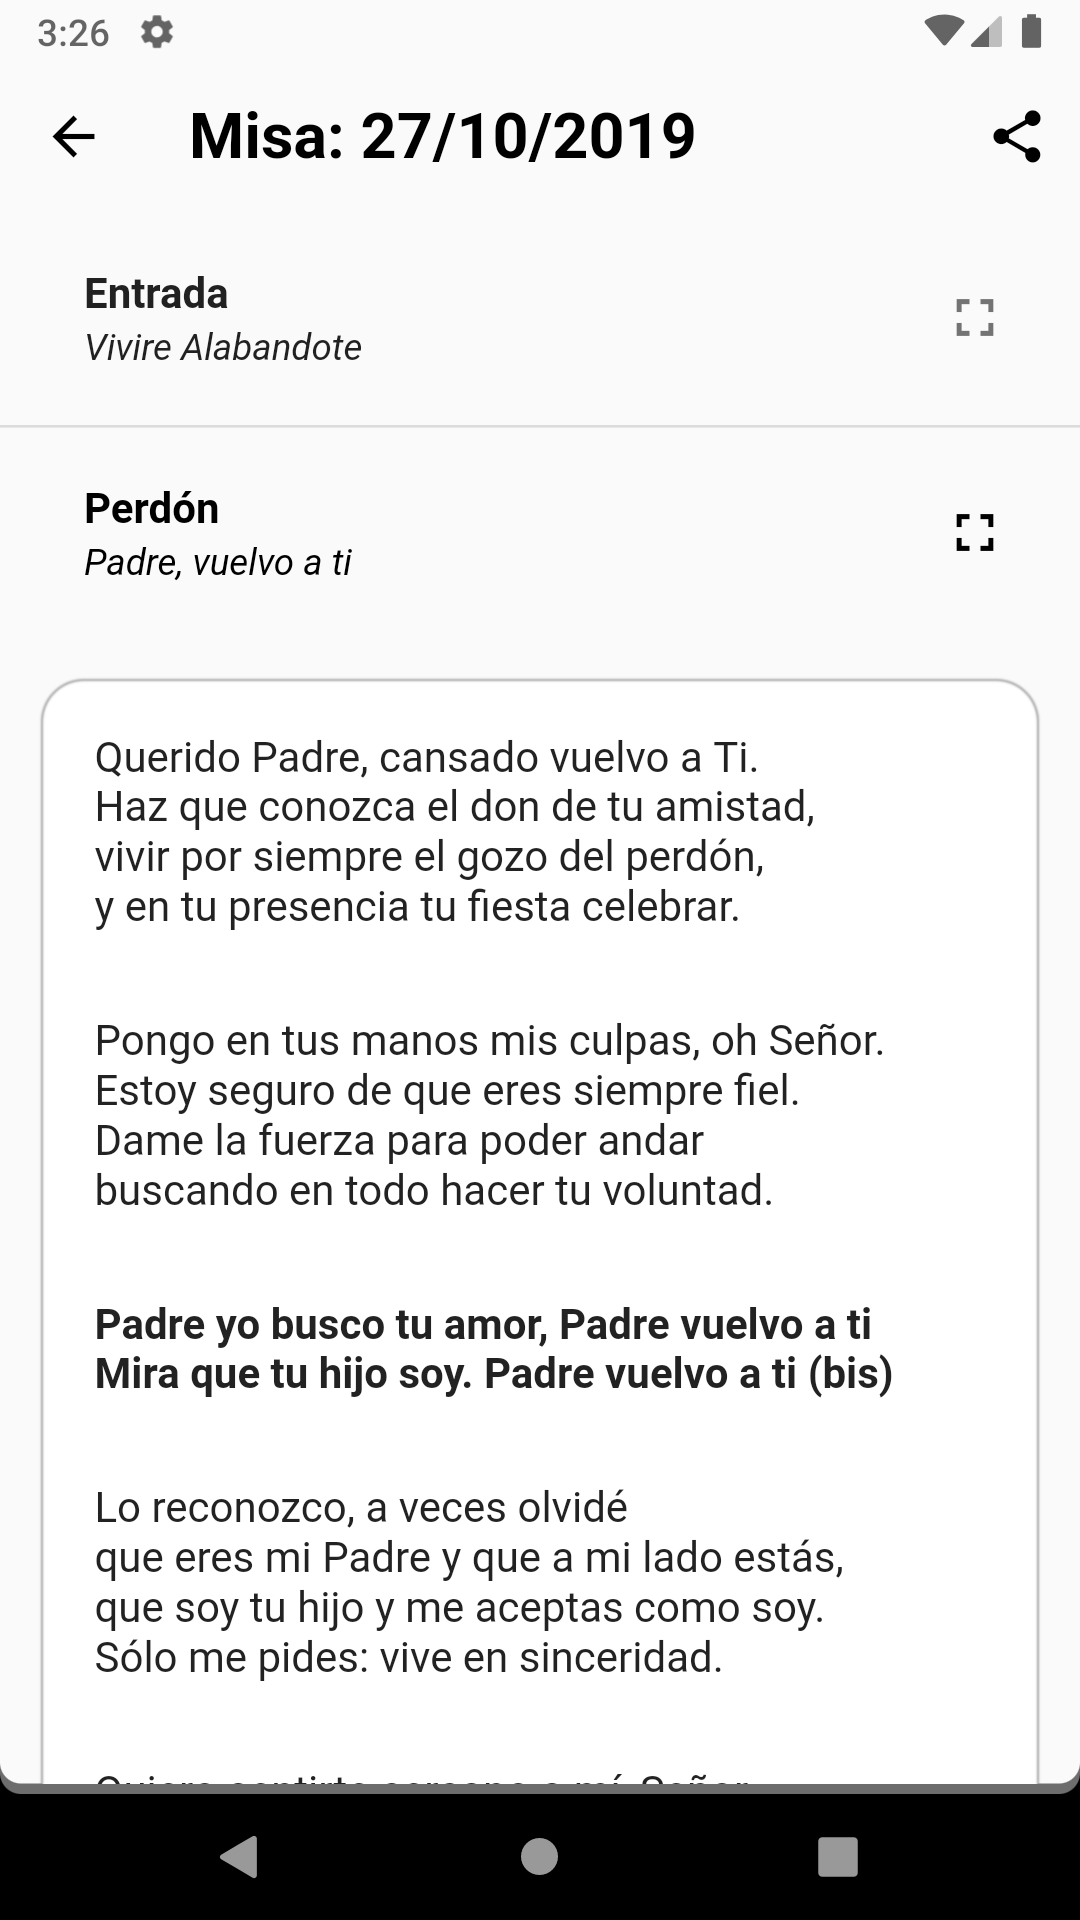 3:26
Misa: 27/10/2019
Entrada
Vivire Alabandote
Perdón
Padre, vuelvo a ti
Querido Padre, cansado vuelvo a Ti.
Haz que conozca el don de tu amistad,
vivir por siempre el gozo del perdón,
y en tu presencia tu fiesta celebrar.
Pongo en tus manos mis culpas, oh Señor.
Estoy seguro de que eres siempre fiel.
Dame la fuerza para poder andar
buscando en todo hacer tu voluntad.
Padre yo busco tu amor, Padre vuelvo a ti
Mira que tu hijo soy. Padre vuelvo a ti (bis)
Lo reconozco, a veces olvidé
que eres mi Padre y que a mi lado estás,
que soy tu hijo y me aceptas como soy.
Sólo me pides: vive en sinceridad.